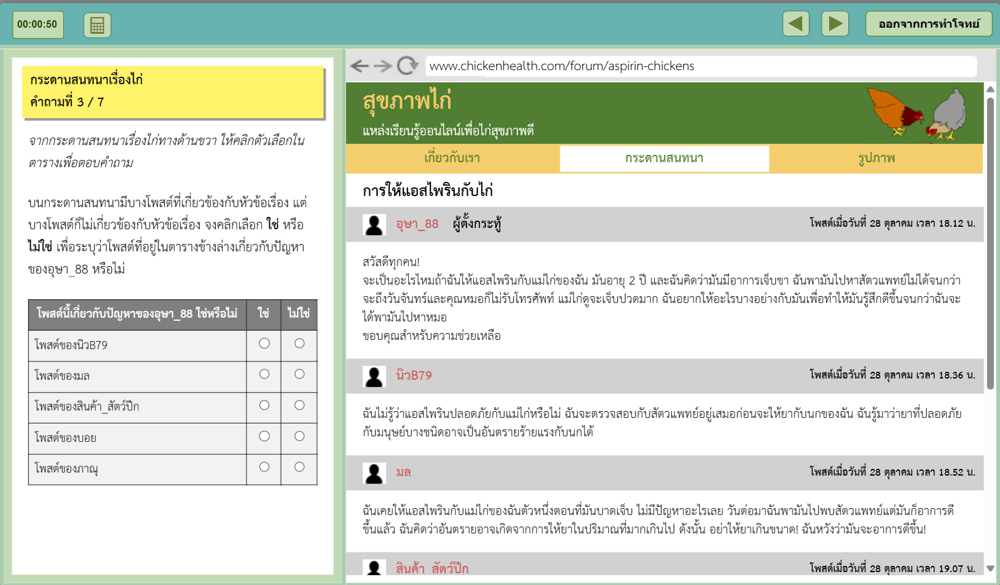 00:00:50
ออกจากการทำโจทย์
กระดานสนทนาเรื่องไก่
คำถามที่ 3 / 7
จากกระดานสนทนาเรื่องไก่ทางด้านขวา ให้คลิกตัวเลือกใน
ตารางเพื่อตอบคำถาม
บนกระดานสนทนามีบางโพสต์ที่เกี่ยวข้องกับหัวข้อเรื่อง แต่
บางโพสต์ก็ไม่เกี่ยวข้องกับหัวข้อเรื่อง จงคลิกเลือก ใช่ หรือ
ไม่ใช่ เพื่อระบุว่าโพสต์ที่อยู่ในตารางข้างล่างเกี่ยวกับปัญหา
ของอุษา_88 หรือไม่
โพสต์นี้เกี่ยวกับปัญหาของอุษา_88 ใช่หรือไม่ ใช่ ไม่ใช่
โพสต์ของนิวB79
โพสต์ของมล
โพสต์ของสินค้า_สัตว์ปีก
โพสต์ของบอย
โพสต์ของภาณุ
www.chickenhealth.com/forum/aspirin-chickens
สุขภาพไก่
แหล่งเรียนรู้ออนไลน์เพื่อไก่สุขภาพดี
เกี่ยวกับเรา กระดานสนทนา รูปภาพ
การให้แอสไพรินกับไก่
อุษา_88 ผู้ตั้งกระทู้ โพสต์เมื่อวันที่ 28 ตุลาคม เวลา 18.12 น.
สวัสดีทุกคน!
จะเป็นอะไรไหมถ้าฉันให้แอสไพรินกับแม่ไก่ของฉัน มันอายุ 2 ปี และฉันคิดว่ามันมีอาการเจ็บขา ฉันพามันไปหาสัตวแพทย์ไม่ได้จนกว่า
จะถึงวันจันทร์และคุณหมอก็ไม่รับโทรศัพท์ แม่ไก่ดูจะเจ็บปวดมาก ฉันอยากให้อะไรบางอย่างกับมันเพื่อทำให้มันรู้สึกดีขึ้นจนกว่าฉันจะ
ได้พามันไปหาหมอ
ขอบคุณสำหรับความช่วยเหลือ
นิวB79 โพสต์เมื่อวันที่ 28 ตุลาคม เวลา 18.36 น.
ฉันไม่รู้ว่าแอสไพรินปลอดภัยกับแม่ไก่หรือไม่ ฉันจะตรวจสอบกับสัตวแพทย์อยู่เสมอก่อนจะให้ยากับนกของฉัน ฉันรู้มาว่ายาที่ปลอดภัย
กับมนุษย์บางชนิดอาจเป็นอันตรายร้ายแรงกับนกได้
มล โพสต์เมื่อวันที่ 28 ตุลาคม เวลา 18.52 น.
ฉันเคยให้แอสไพรินกับแม่ไก่ของฉันตัวหนึ่งตอนที่มันบาดเจ็บ ไม่มีปัญหาอะไรเลย วันต่อมาฉันพามันไปพบสัตวแพทย์แต่มันก็อาการดี
ขึ้นแล้ว ฉันคิดว่าอันตรายอาจเกิดจากการให้ยาในปริมาณที่มากเกินไป ดังนั้น อย่าให้ยาเกินขนาด! ฉันหวังว่ามันจะอาการดีขึ้น!
สินค้า_สัตว์ปีก โพสต์เมื่อวันที่ 28 ตุลาคม เวลา 19.07 น.